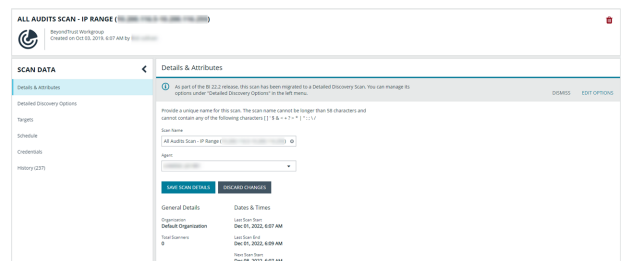 ALL AUDITS SCAN - IP RANGE (
BeyondTrust Workgroup
Created on Oct 03, 2019, 6:07 AM by
SCAN DATA
Details & Attributes
Detailed Discovery Options
Targets
Schedule
Credentials
History (237)
Details & Attributes
As part of the BI 22.2 release, this scan has been migrated to a Detailed Discovery Scan. You can manage its
options under "Detailed Discovery Options" in the left menu.
DISMISS EDIT OPTIONS
Provide a unique name for this scan. The scan name cannot be longer than 58 characters and
cannot contain any of the following characters [ ] ' $ & ~ + ? = * | " : ; \ /
Scan Name
All Audits Scan - IP Range (
Agent
SAVE SCAN DETAILS DISCARD CHANGES
General Details
Organization
Default Organization
Total Scanners
0
Dates & Times
Last Scan Start
Dec 01, 2022, 6:07 AM
Last Scan End
Dec 01, 2022, 6:09 AM
Next Scan Start